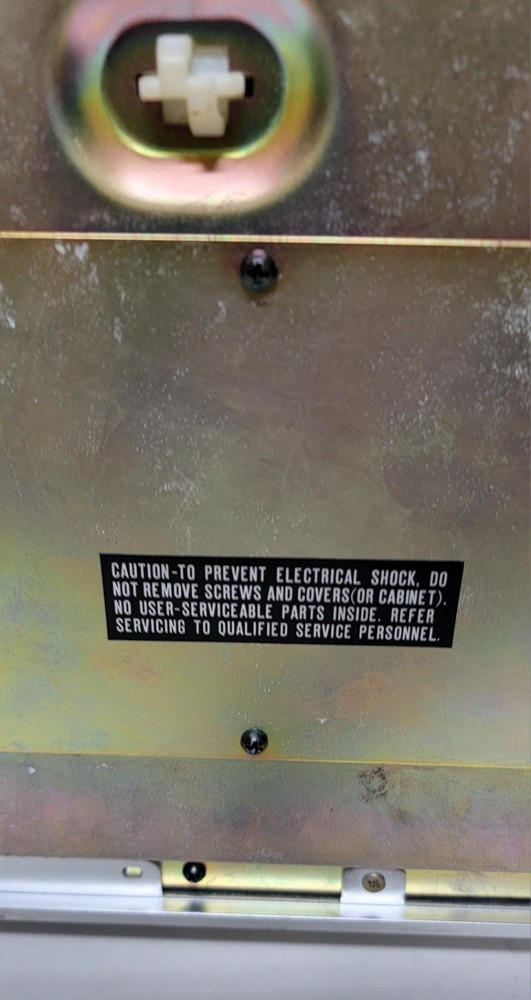 CAUTION-TO PREVENT ELECTRICAL SHOCK, DO
NOT REMOVE SCREWS AND COVERS(OR CABINET).
NO USER-SERVICEABLE PARTS INSIDE. REFER
SERVICING TO QUALIFIED SERVICE PERSONNEL.